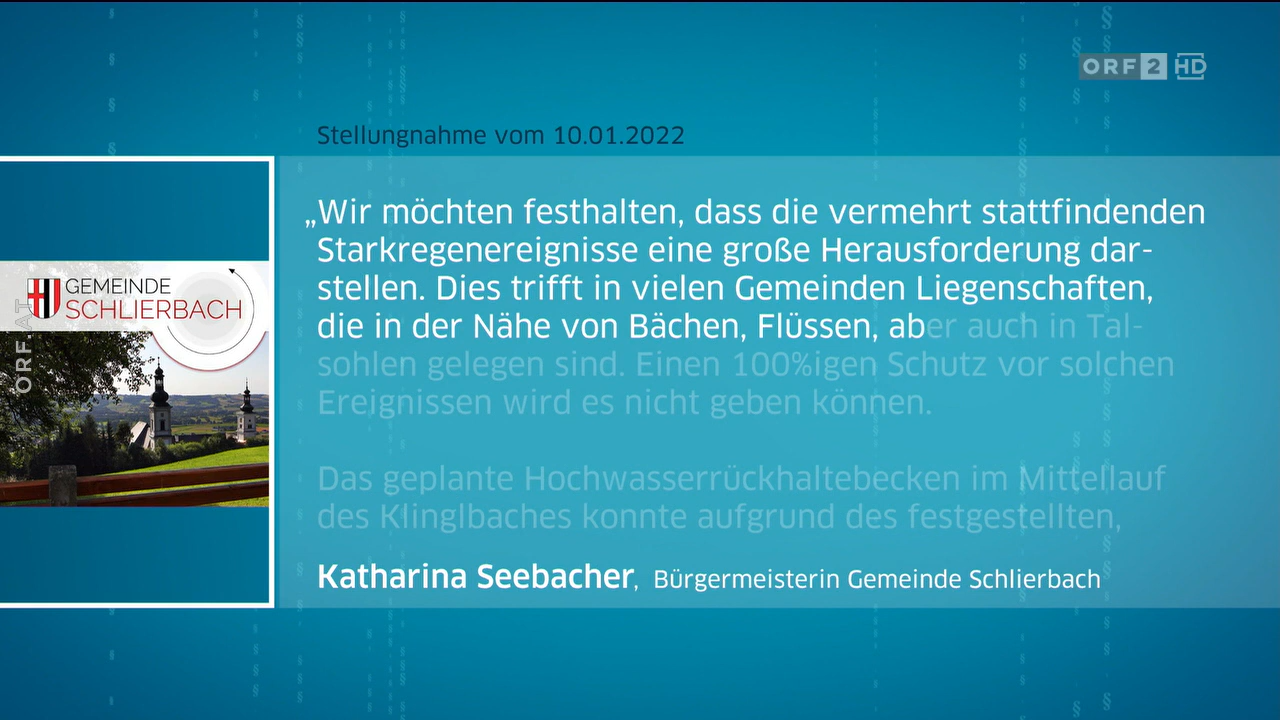 ORF 2 HD
Stellungnahme vom 10.01.2022
„Wir möchten festhalten, dass die vermehrt stattfindenden
Starkregenereignisse eine große Herausforderung dar-
stellen. Dies trifft in vielen Gemeinden Liegenschaften,
die in der Nähe von Bächen, Flüssen, aber auch in Tal-
sohlen gelegen sind. Einen 100%igen Schutz vor solchen
Ereignissen wird es nicht geben können.
Das geplante Hochwasserrückhaltebecken im Mittellauf
des Klinglbaches konnte aufgrund des festgestellten,
Katharina Seebacher, Bürgermeisterin Gemeinde Schlierbach
GEMEINDE
SCHLIERBACH
ORF.AT